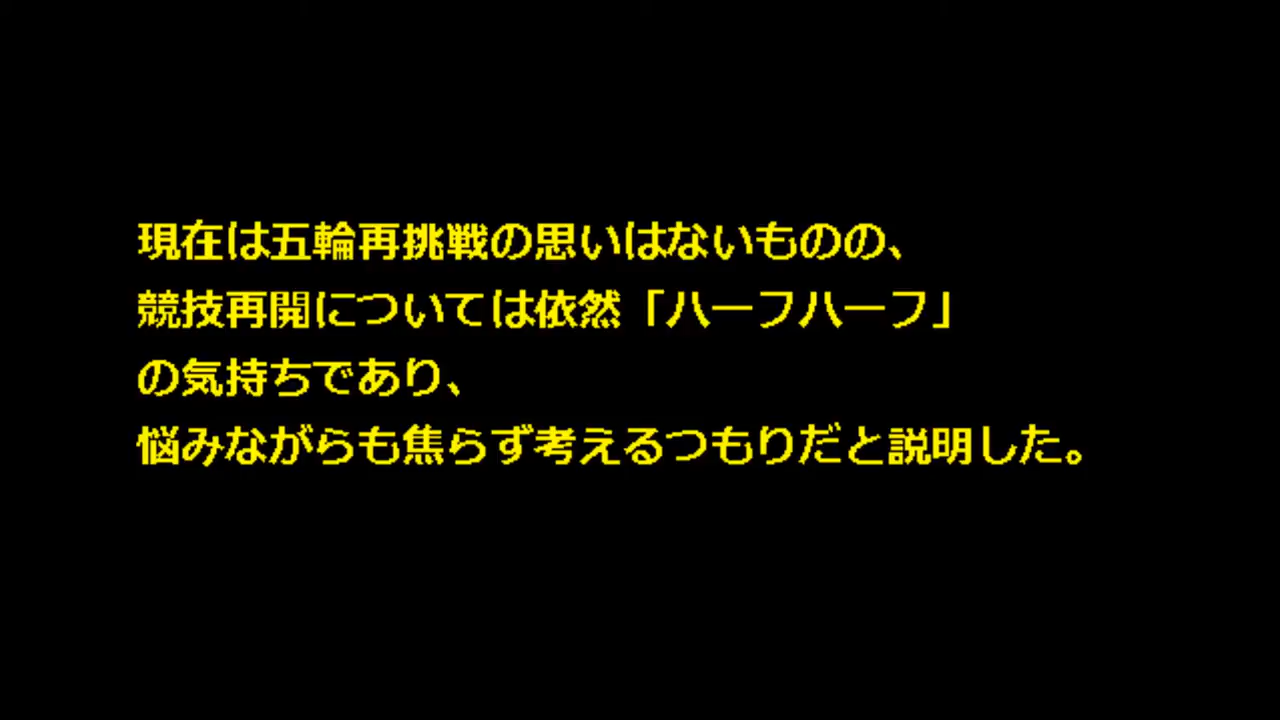 現在は五輪再挑戦の思いはないものの、
競技再開については依然「ハーフハーフ」
の気持ちであり、
悩みながらも焦らず考えるつもりだと説明した。